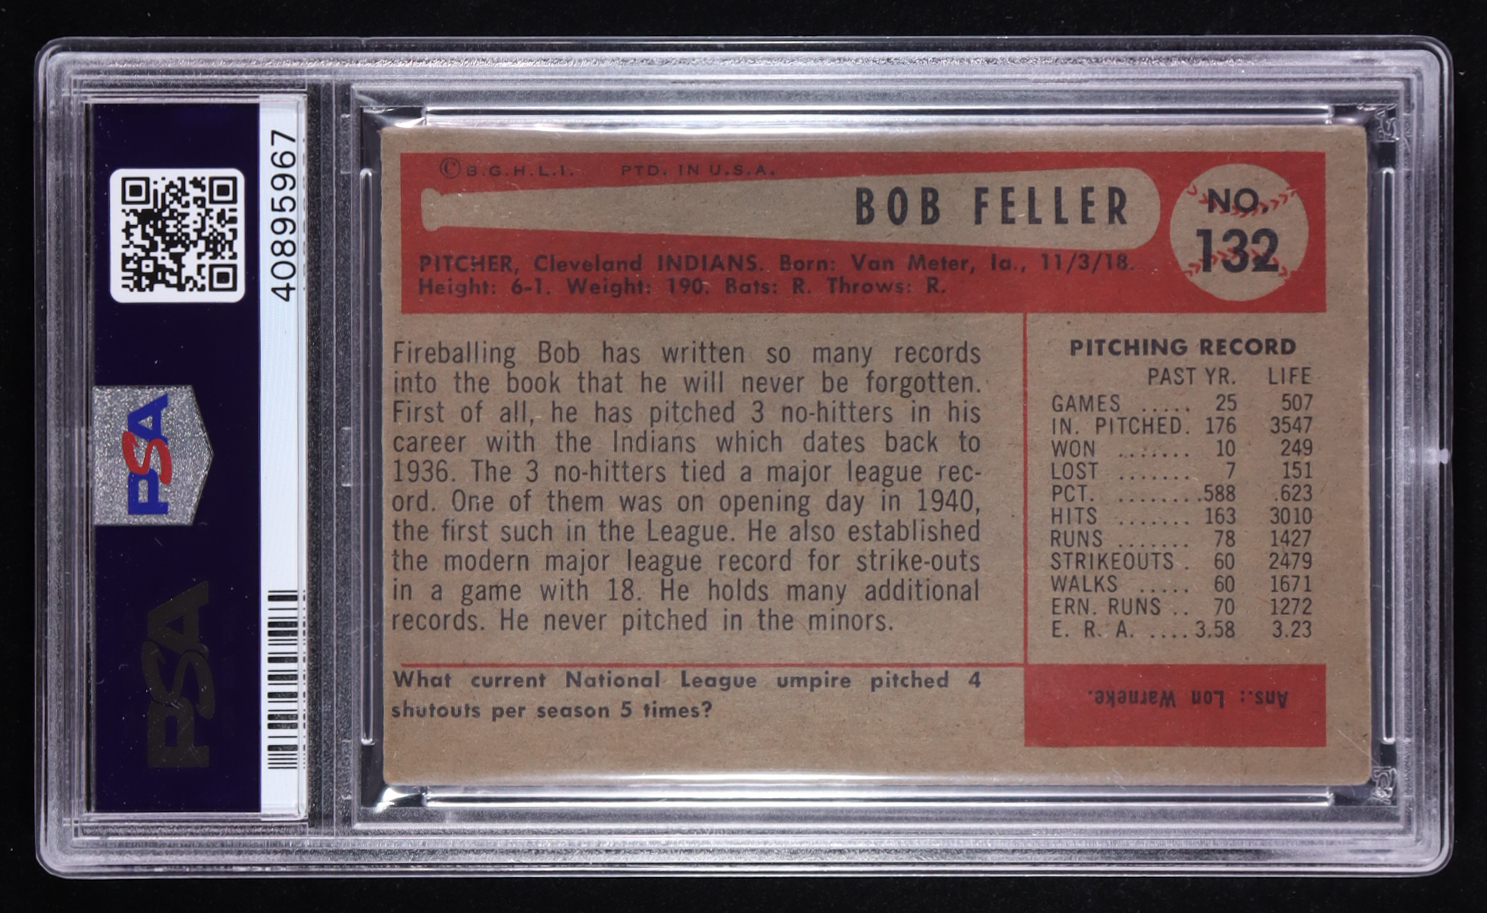 40895967
PSA
PSA
© B.G.H.L.I. PTD. IN U.S.A.
BOB FELLER
NO.
132
PITCHER, Cleveland INDIANS. Born: Van Meter, Ia., 11/3/18.
Height: 6-1. Weight: 190. Bats: R. Throws: R.
Fireballing Bob has written so many records
into the book that he will never be forgotten.
First of all, he has pitched 3 no-hitters in his
career with the Indians which dates back to
1936. The 3 no-hitters tied a major league rec-
ord. One of them was on opening day in 1940,
the first such in the League. He also established
the modern major league record for strike-outs
in a game with 18. He holds many additional
records. He never pitched in the minors.
PITCHING RECORD
PAST YR. LIFE
GAMES ..... 25 507
IN. PITCHED. 176 3547
WON ....... 10 249
LOST ....... 7 151
PCT. ........ .588 .623
HITS ....... 163 3010
RUNS ....... 78 1427
STRIKEOUTS . 60 2479
WALKS ..... 60 1671
ERN. RUNS .. 70 1272
E. R. A. .... 3.58 3.23
What current National League umpire pitched 4
shutouts per season 5 times?
Ans.: Lon Warneke.